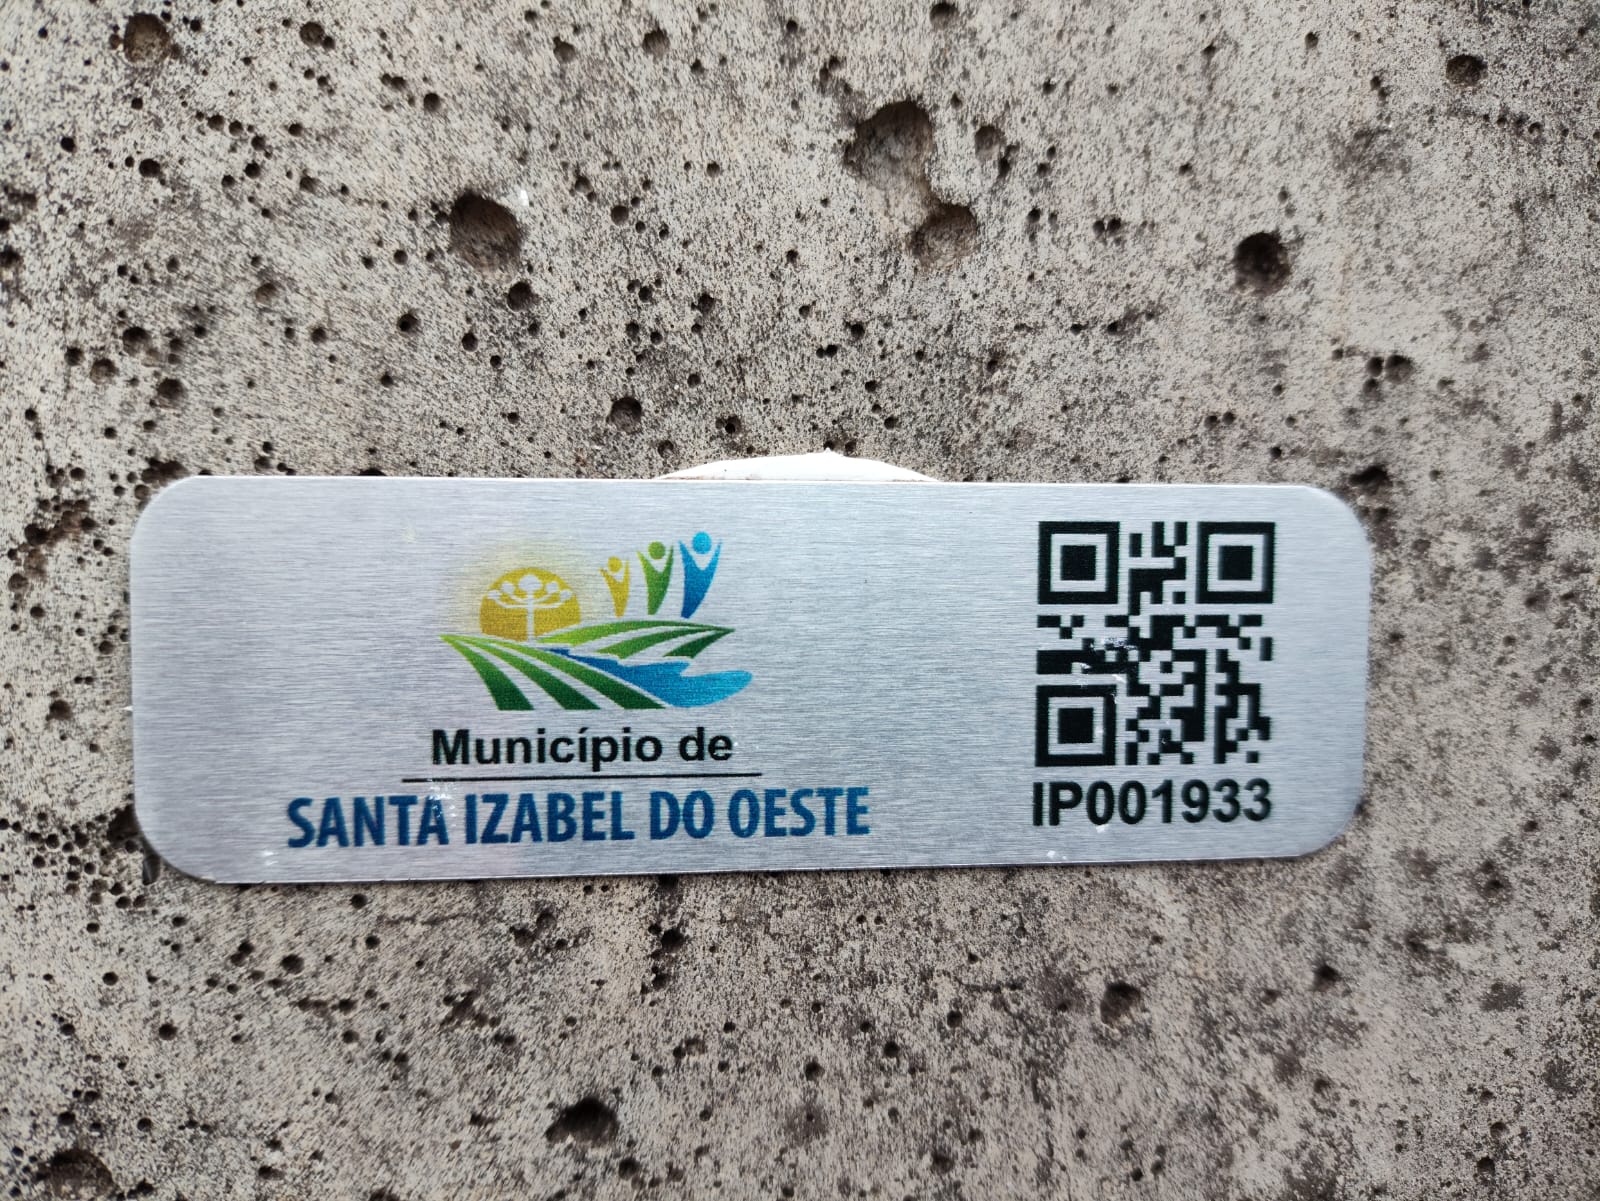 Município de
SANTA IZABEL DO OESTE
IP001933